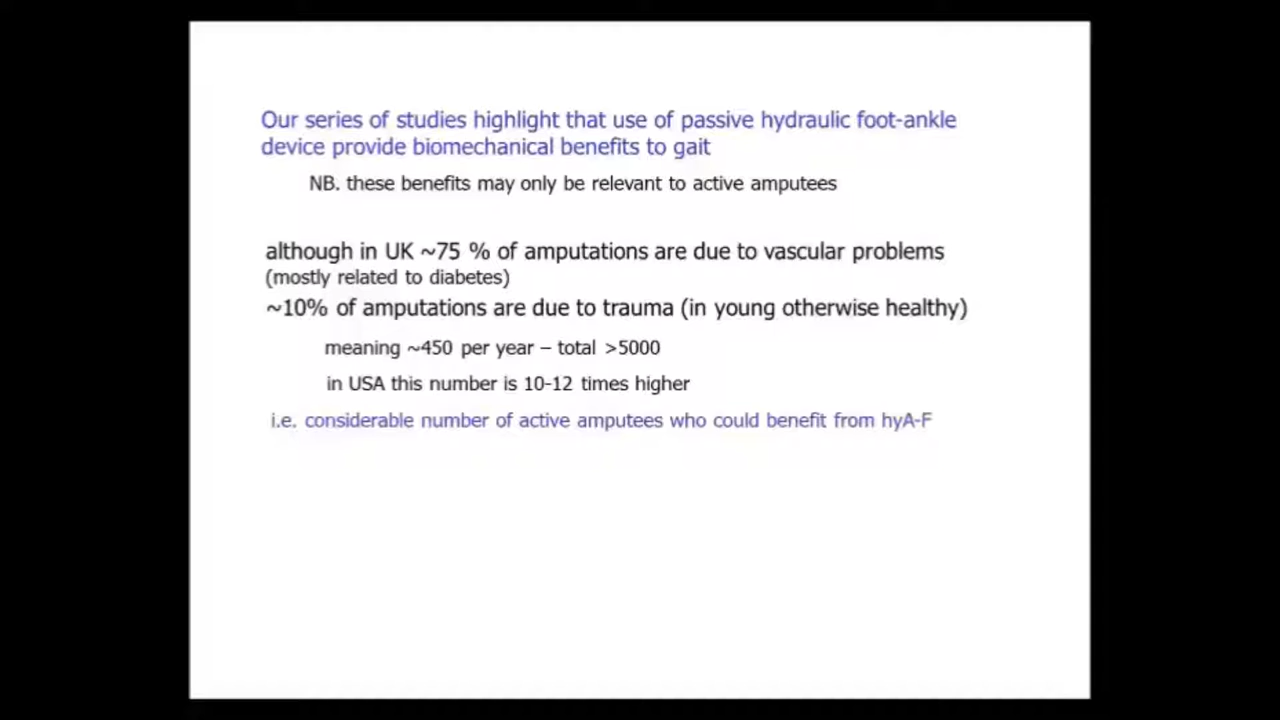 Our series of studies highlight that use of passive hydraulic foot-ankle
device provide biomechanical benefits to gait
NB. these benefits may only be relevant to active amputees
although in UK ~75 % of amputations are due to vascular problems
(mostly related to diabetes)
~10% of amputations are due to trauma (in young otherwise healthy)
meaning ~450 per year – total >5000
in USA this number is 10-12 times higher
i.e. considerable number of active amputees who could benefit from hyA-F